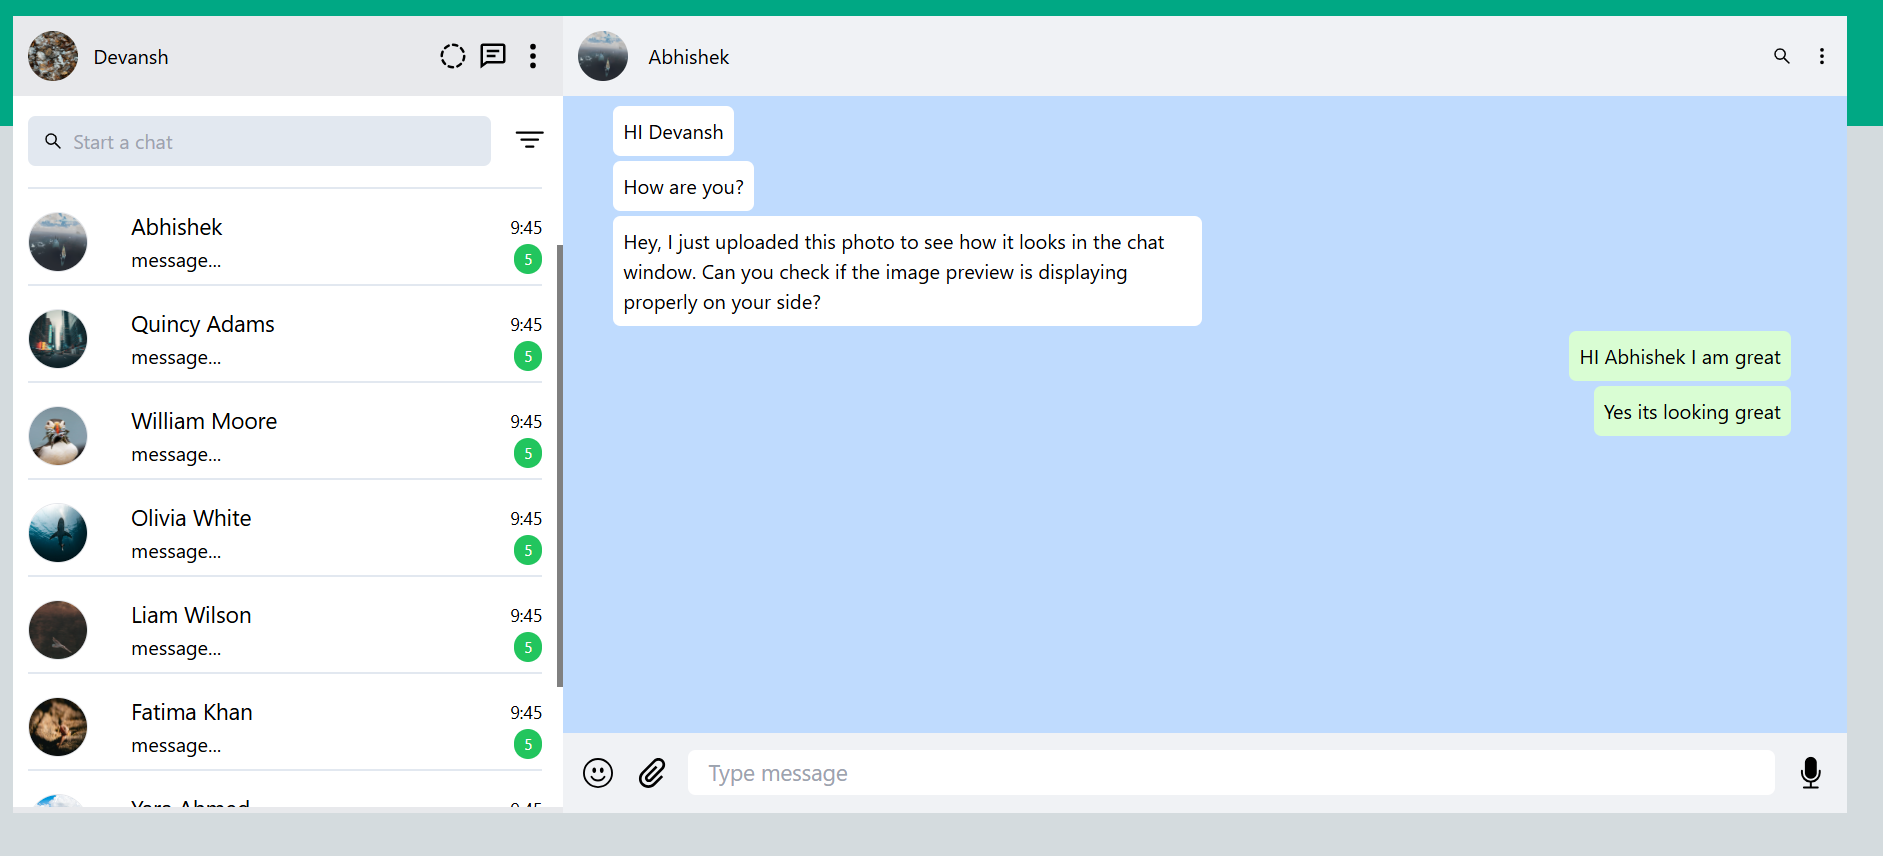 Devansh
Start a chat
Abhishek 9:45
message... 5
Quincy Adams 9:45
message... 5
William Moore 9:45
message... 5
Olivia White 9:45
message... 5
Liam Wilson 9:45
message... 5
Fatima Khan 9:45
message... 5
Yara Ahmed 9:45
Abhishek
HI Devansh
How are you?
Hey, I just uploaded this photo to see how it looks in the chat
window. Can you check if the image preview is displaying
properly on your side?
HI Abhishek I am great
Yes its looking great
Type message